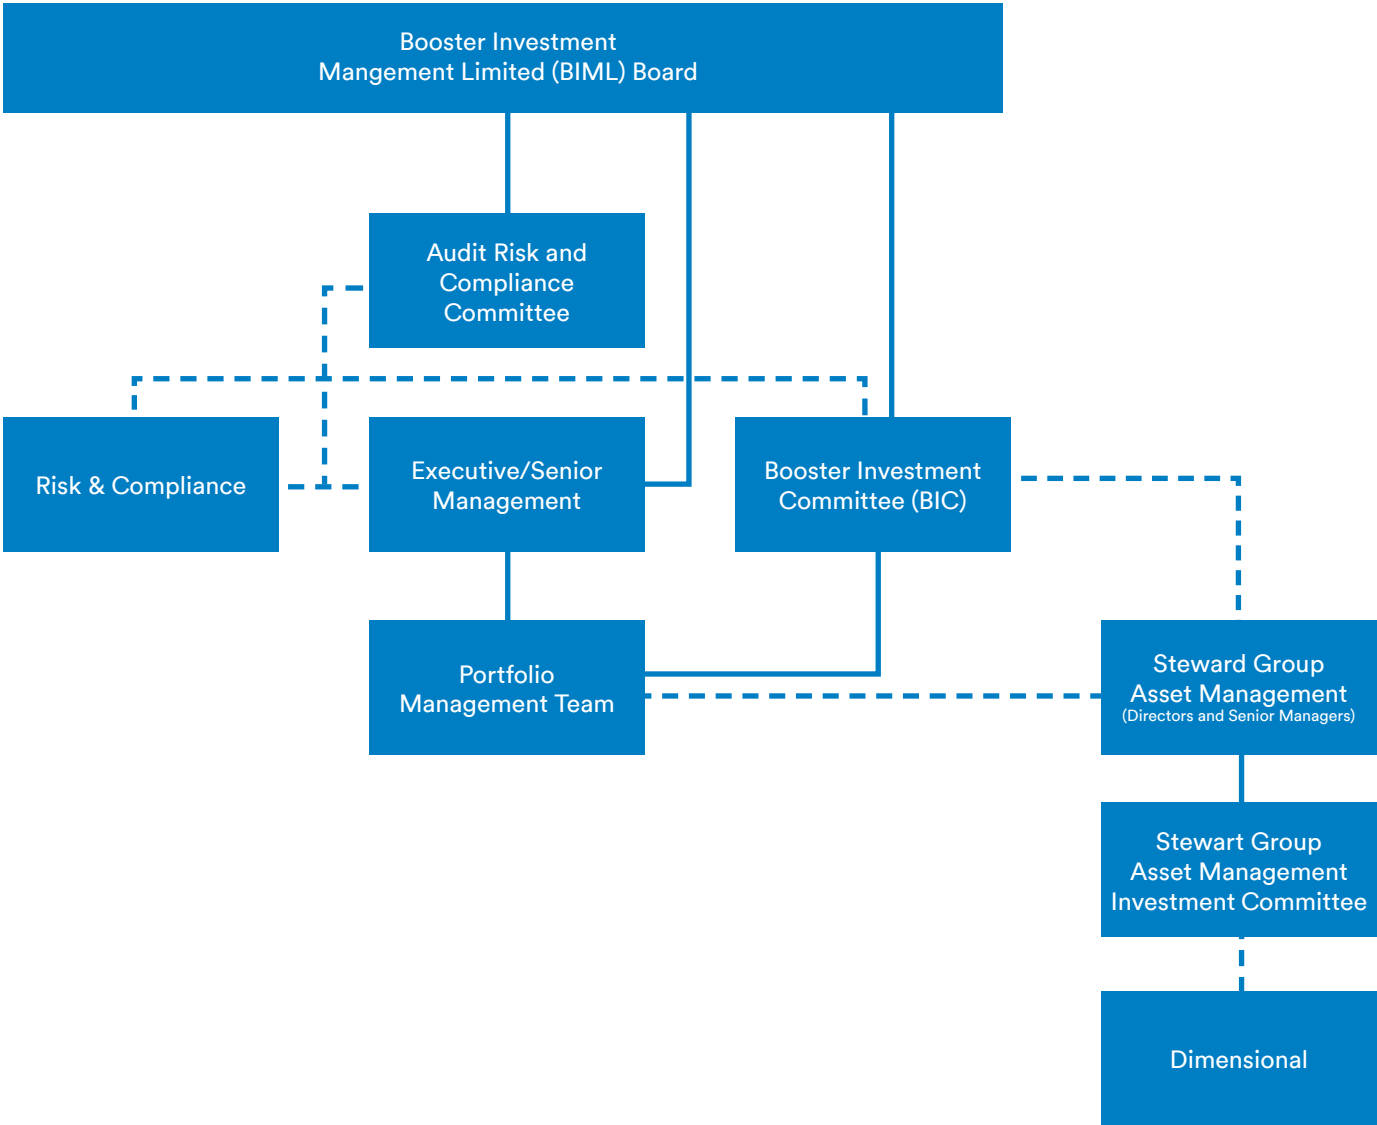 Booster Investment
Mangement Limited (BIML) Board
Audit Risk and
Compliance
Committee
Risk & Compliance
Executive/Senior
Management
Booster Investment
Committee (BIC)
Portfolio
Management Team
Steward Group
Asset Management
(Directors and Senior Managers)
Stewart Group
Asset Management
Investment Committee
Dimensional